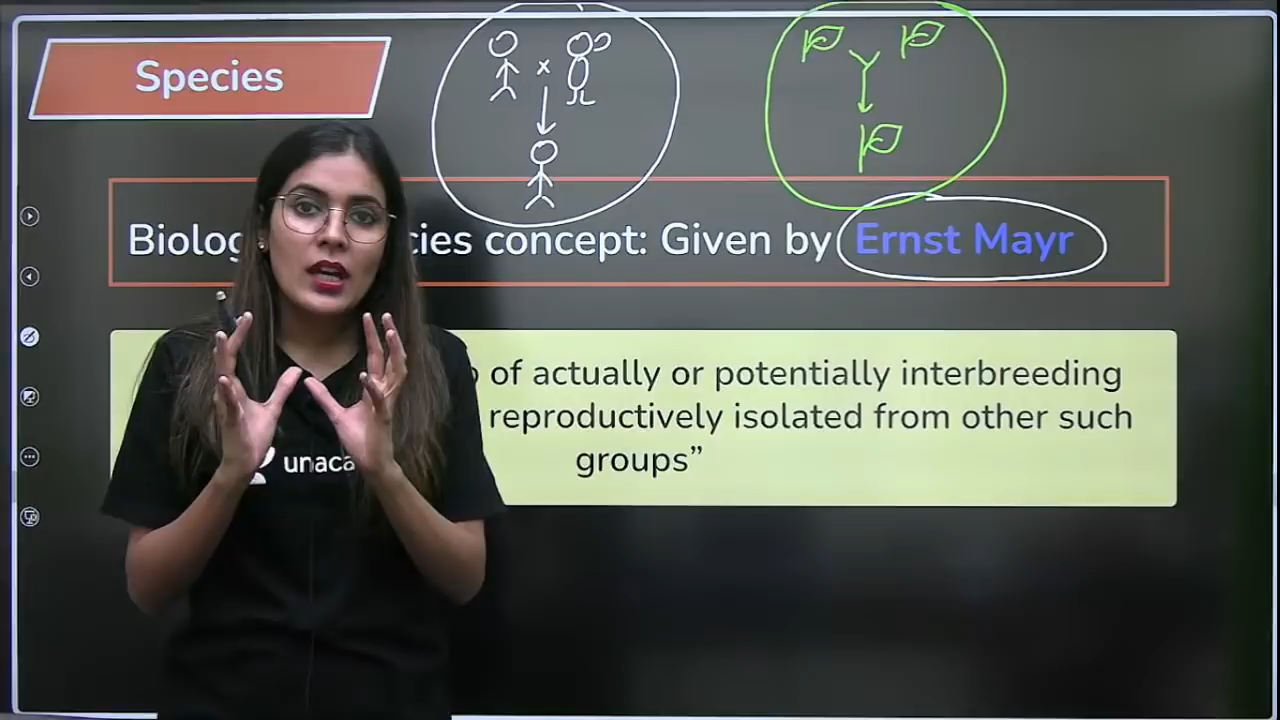 Species
x
Biolog cies concept: Given by Ernst Mayr
of actually or potentially interbreeding
reproductively isolated from other such
groups”
unaca